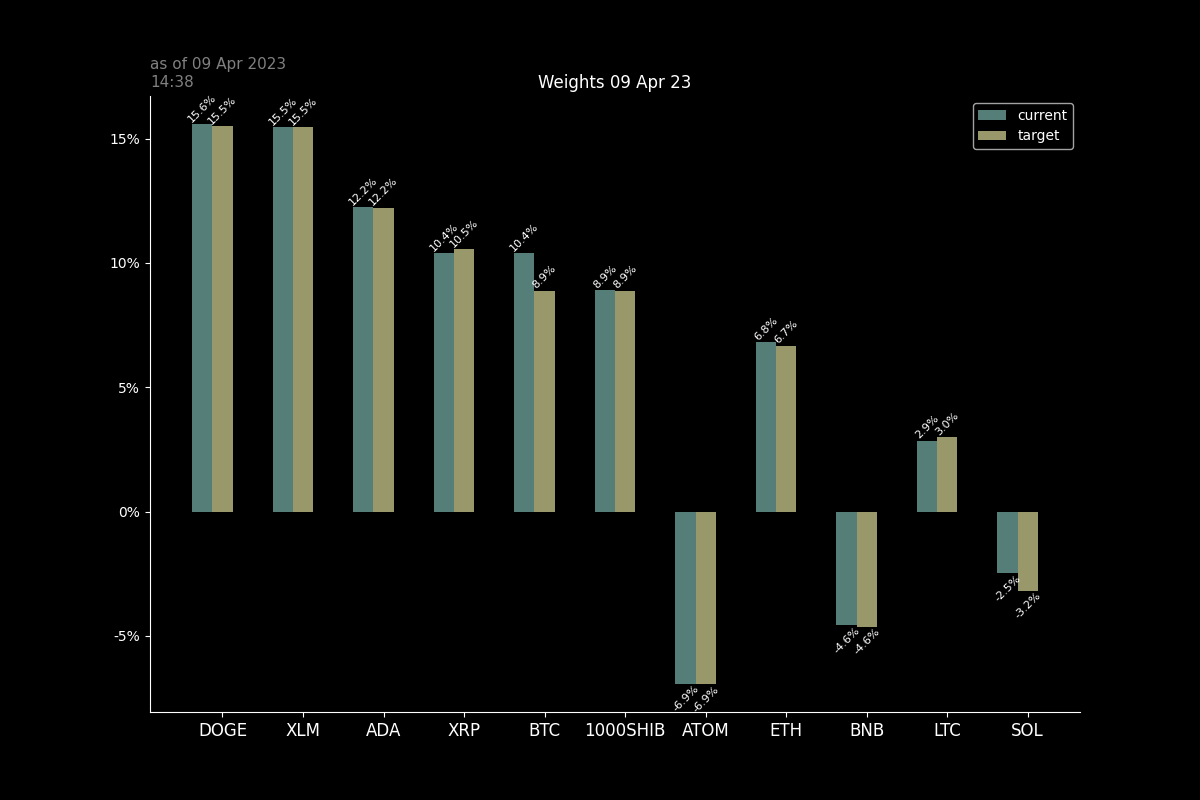 as of 09 Apr 2023
14:38
Weights 09 Apr 23
current
target
15%
10%
5%
0%
-5%
15.6%
15.5%
15.5%
15.5%
12.2%
12.2%
10.4%
10.5%
10.4%
8.9%
8.9%
8.9%
-6.9%
-6.9%
6.8%
6.7%
-4.6%
-4.6%
2.9%
3.0%
-2.5%
-3.2%
DOGE
XLM
ADA
XRP
BTC
1000SHIB
ATOM
ETH
BNB
LTC
SOL